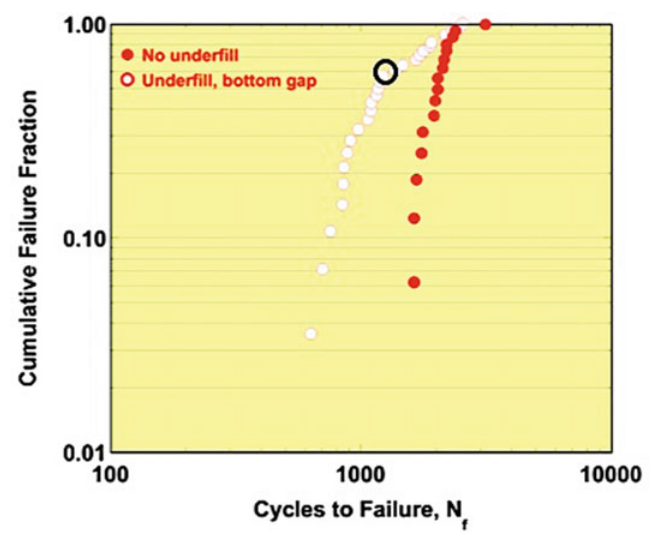 1.00
No underfill
Underfill, bottom gap
0.10
0.01
100
1000
10000
Cumulative Failure Fraction
Cycles to Failure, Nf